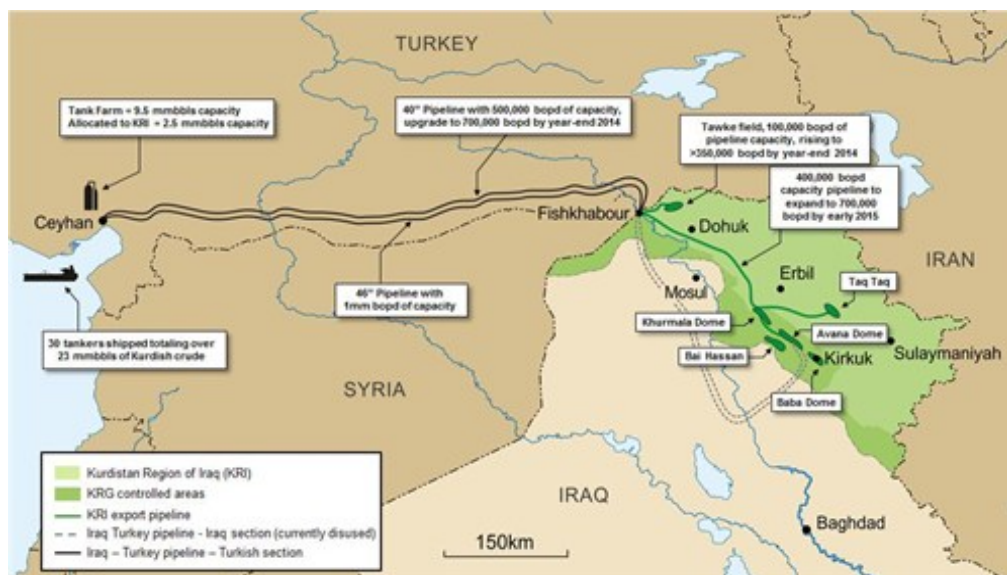 TURKEY
Tank Farm = 9.5 mmbbls capacity
Allocated to KRI = 2.5 mmbbls capacity
40" Pipeline with 500,000 bopd of capacity,
upgrade to 700,000 bopd by year-end 2014
Tawke field, 100,000 bopd of
pipeline capacity, rising to
>350,000 bopd by year-end 2014
400,000 bopd
capacity pipeline to
expand to 700,000
bopd by early 2015
Ceyhan
Fishkhabour
Dohuk
IRAN
Erbil
Mosul
Taq Taq
46" Pipeline with
1mm bopd of capacity
Khurmala Dome
Avana Dome
30 tankers shipped totaling over
23 mmbbls of Kurdish crude
Bai Hassan
Kirkuk
Sulaymaniyah
SYRIA
Baba Dome
Kurdistan Region of Iraq (KRI)
KRG controlled areas
KRI export pipeline
Iraq Turkey pipeline - Iraq section (currently disused)
Iraq – Turkey pipeline – Turkish section
IRAQ
150km
Baghdad